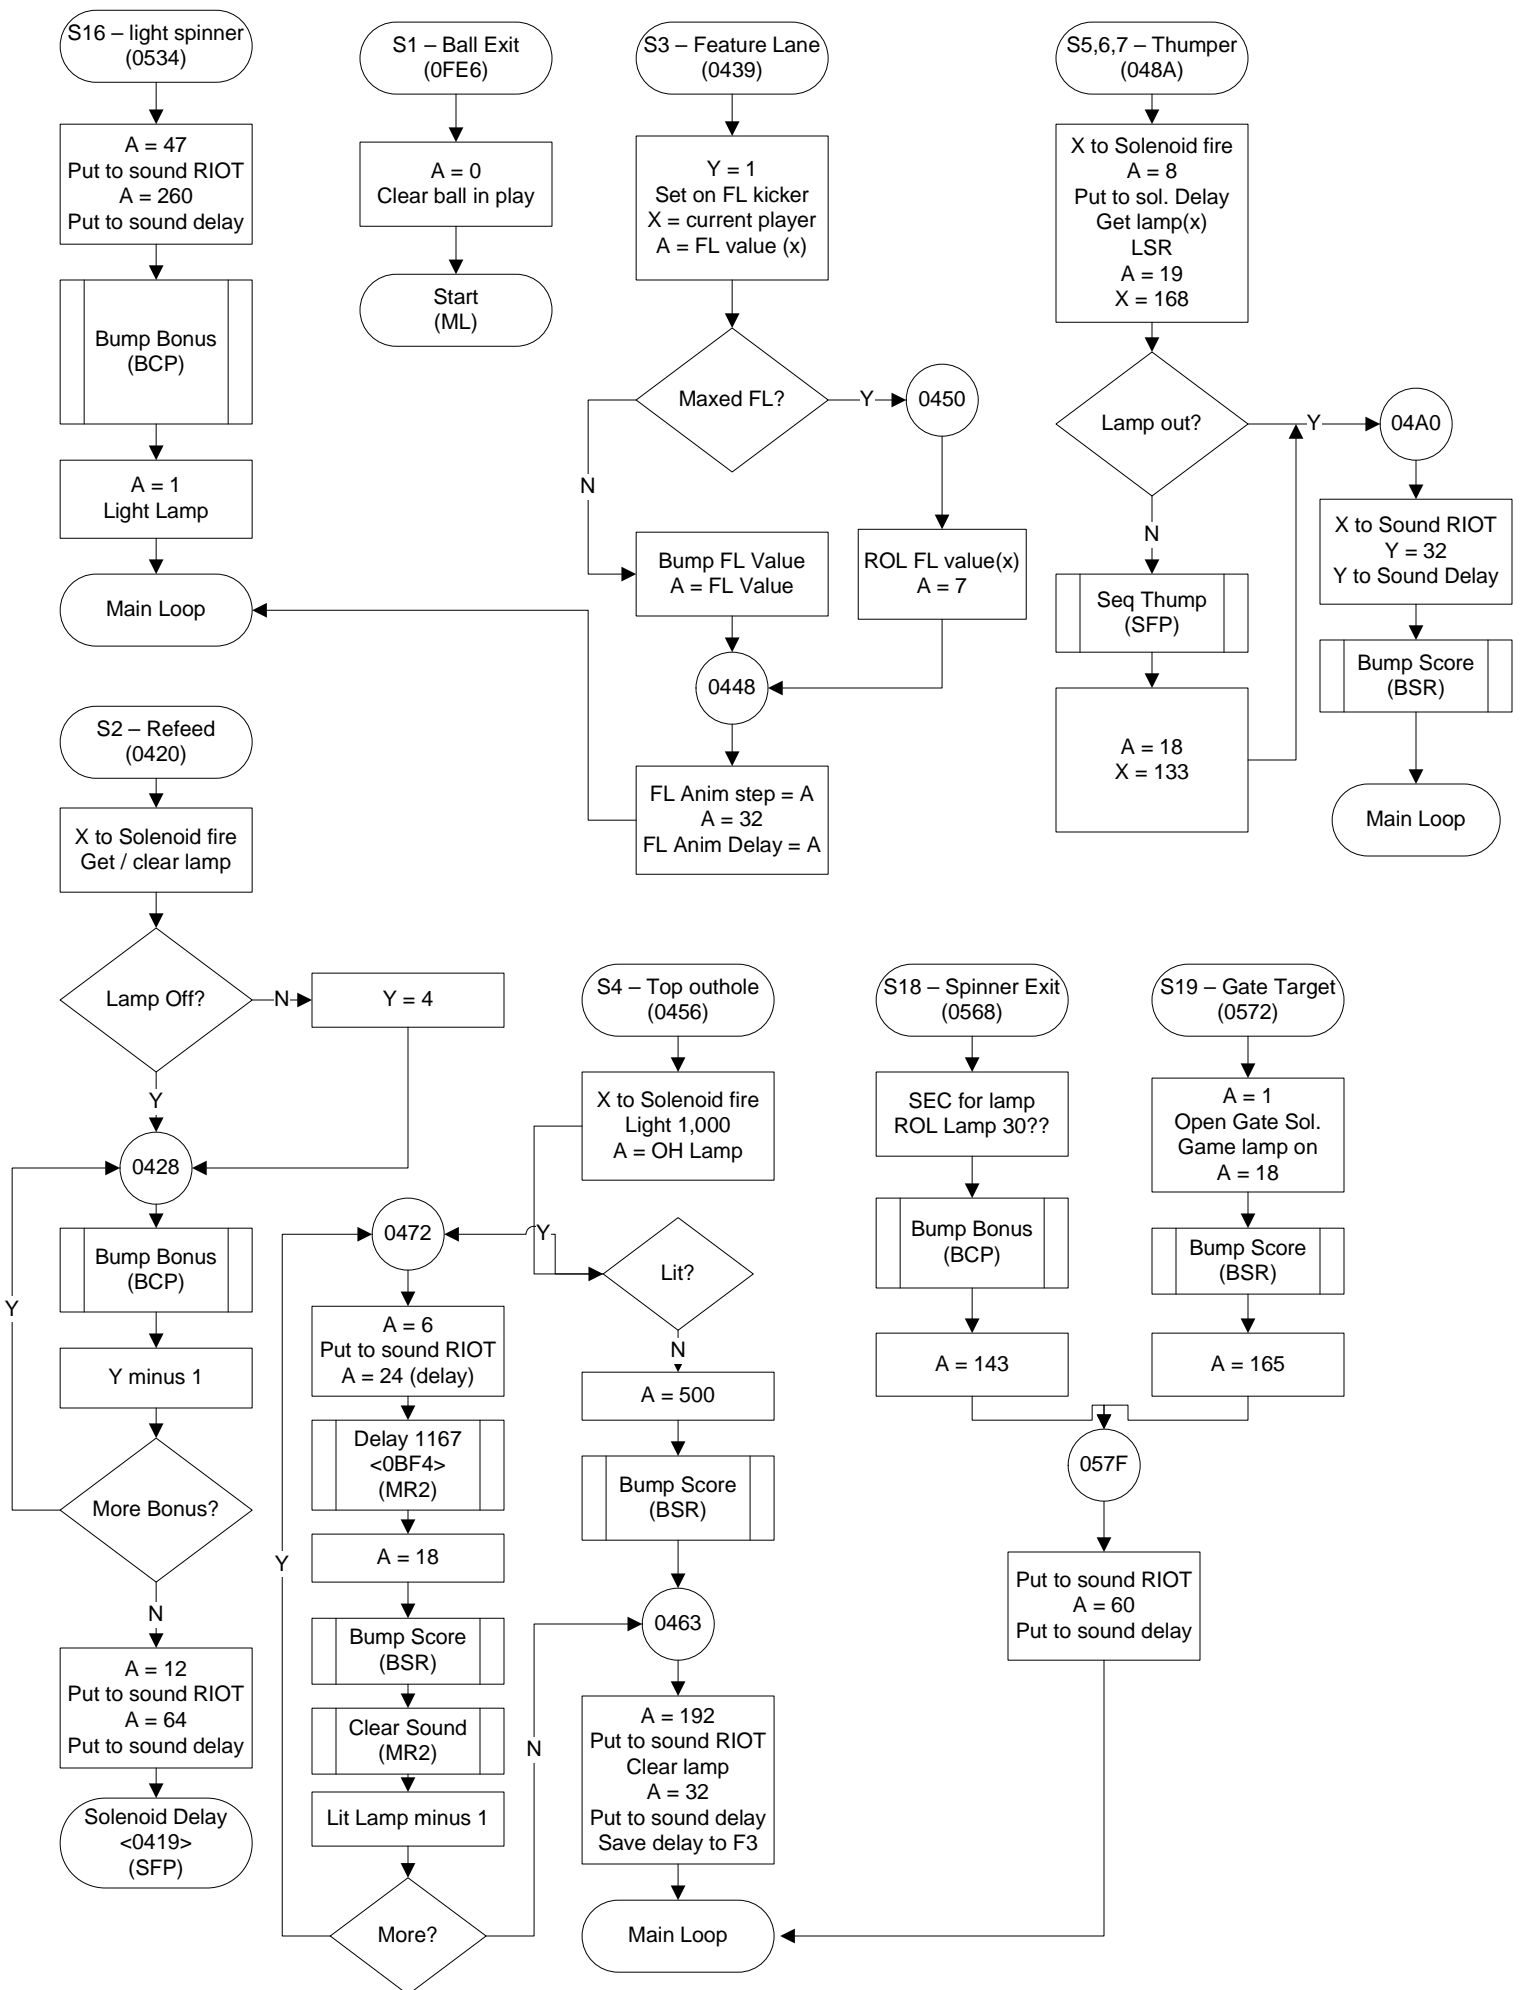 S16 – light spinner
(0534)
A = 47
Put to sound RIOT
A = 260
Put to sound delay
Bump Bonus
(BCP)
A = 1
Light Lamp
Main Loop
S1 – Ball Exit
(0FE6)
A = 0
Clear ball in play
Start
(ML)
S3 – Feature Lane
(0439)
Y = 1
Set on FL kicker
X = current player
A = FL value (x)
Maxed FL?
Y
0450
N
Bump FL Value
A = FL Value
ROL FL value(x)
A = 7
0448
FL Anim step = A
A = 32
FL Anim Delay = A
S5,6,7 – Thumper
(048A)
X to Solenoid fire
A = 8
Put to sol. Delay
Get lamp(x)
LSR
A = 19
X = 168
Lamp out?
Y
04A0
N
Seq Thump
(SFP)
A = 18
X = 133
X to Sound RIOT
Y = 32
Y to Sound Delay
Bump Score
(BSR)
Main Loop
S2 – Refeed
(0420)
X to Solenoid fire
Get / clear lamp
Lamp Off?
N
Y = 4
Y
0428
Bump Bonus
(BCP)
Y
Y minus 1
More Bonus?
N
A = 12
Put to sound RIOT
A = 64
Put to sound delay
Solenoid Delay
<0419>
(SFP)
S4 – Top outhole
(0456)
X to Solenoid fire
Light 1,000
A = OH Lamp
Lit?
Y
0472
A = 6
Put to sound RIOT
A = 24 (delay)
Delay 1167
<0BF4>
(MR2)
A = 18
Y
Bump Score
(BSR)
Clear Sound
(MR2)
Lit Lamp minus 1
More?
N
N
A = 500
Bump Score
(BSR)
0463
A = 192
Put to sound RIOT
Clear lamp
A = 32
Put to sound delay
Save delay to F3
Main Loop
S18 – Spinner Exit
(0568)
SEC for lamp
ROL Lamp 30??
Bump Bonus
(BCP)
A = 143
S19 – Gate Target
(0572)
A = 1
Open Gate Sol.
Game lamp on
A = 18
Bump Score
(BSR)
A = 165
057F
Put to sound RIOT
A = 60
Put to sound delay